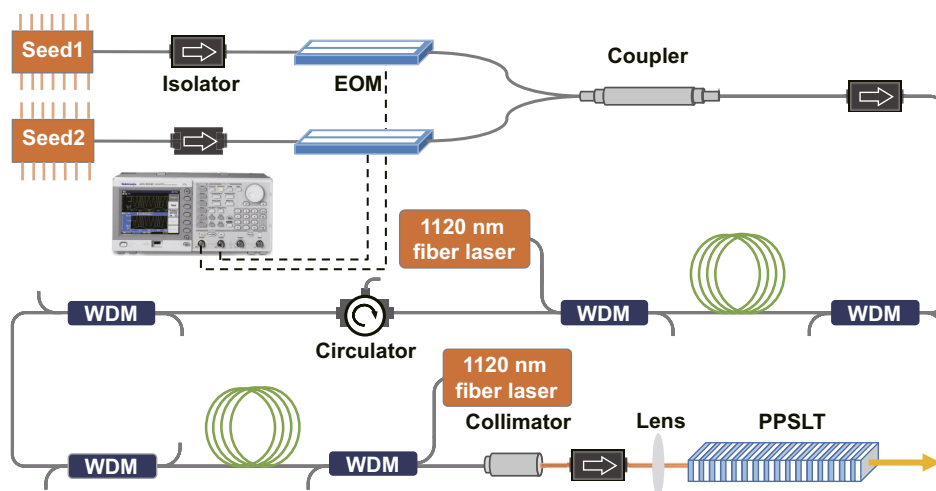 Seed1
Isolator
EOM
Coupler
Seed2
Tektronix
1120 nm
fiber laser
WDM
Circulator
WDM
WDM
1120 nm
fiber laser
Collimator
Lens
PPSLT
WDM
WDM